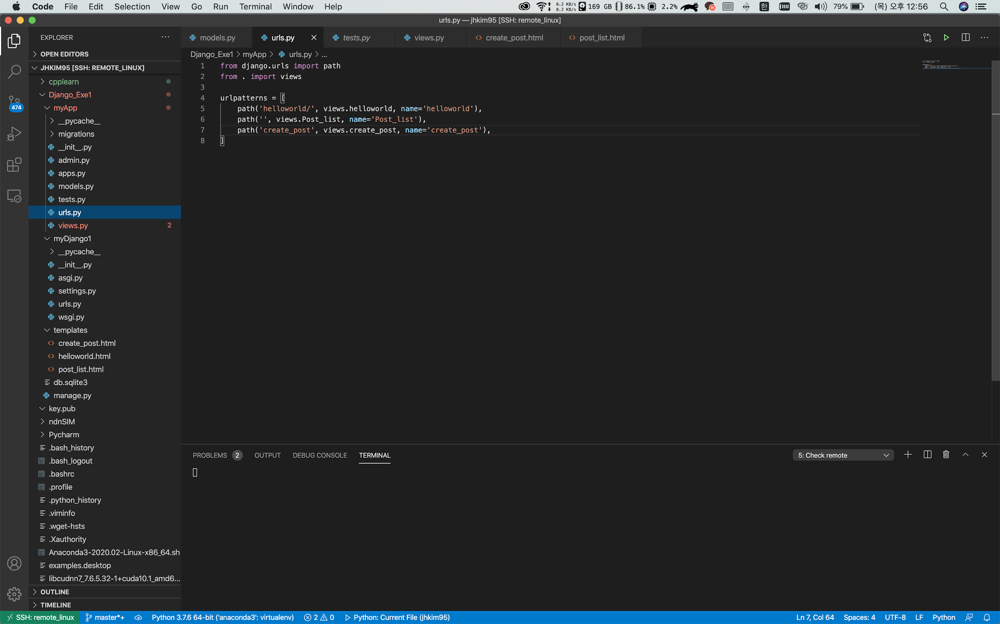 Code File Edit Selection View Go Run Terminal Window Help 0.2 KB/s 0.2 KB/s 169 GB 86.1% 2.2% N 한 79% (목) 오후 12:56
urls.py — jhkim95 [SSH: remote_linux]
EXPLORER
models.py urls.py tests.py views.py create_post.html post_list.html
OPEN EDITORS
JHKIM95 [SSH: REMOTE_LINUX]
cpplearn
Django_Exe1
myApp
__pycache__
migrations
__init__.py
admin.py
apps.py
models.py
tests.py
urls.py
views.py 2
myDjango1
__pycache__
__init__.py
asgi.py
settings.py
urls.py
wsgi.py
templates
create_post.html
helloworld.html
post_list.html
db.sqlite3
manage.py
key.pub
ndnSIM
Pycharm
.bash_history
.bash_logout
.bashrc
.profile
.python_history
.viminfo
.wget-hsts
.Xauthority
Anaconda3-2020.02-Linux-x86_64.sh
examples.desktop
libcudnn7_7.6.5.32-1+cuda10.1_amd6...
OUTLINE
TIMELINE
474
Django_Exe1 > myApp > urls.py > ...
1 from django.urls import path
2 from . import views
3
4 urlpatterns = [
5 path('helloworld/', views.helloworld, name='helloworld'),
6 path('', views.Post_list, name='Post_list'),
7 path('create_post', views.create_post, name='create_post'),
8 ]
PROBLEMS 2 OUTPUT DEBUG CONSOLE TERMINAL 5: Check remote
SSH: remote_linux master*+ Python 3.7.6 64-bit ('anaconda3': virtualenv) 2 0 Python: Current File (jhkim95) Ln 7, Col 64 Spaces: 4 UTF-8 LF Python